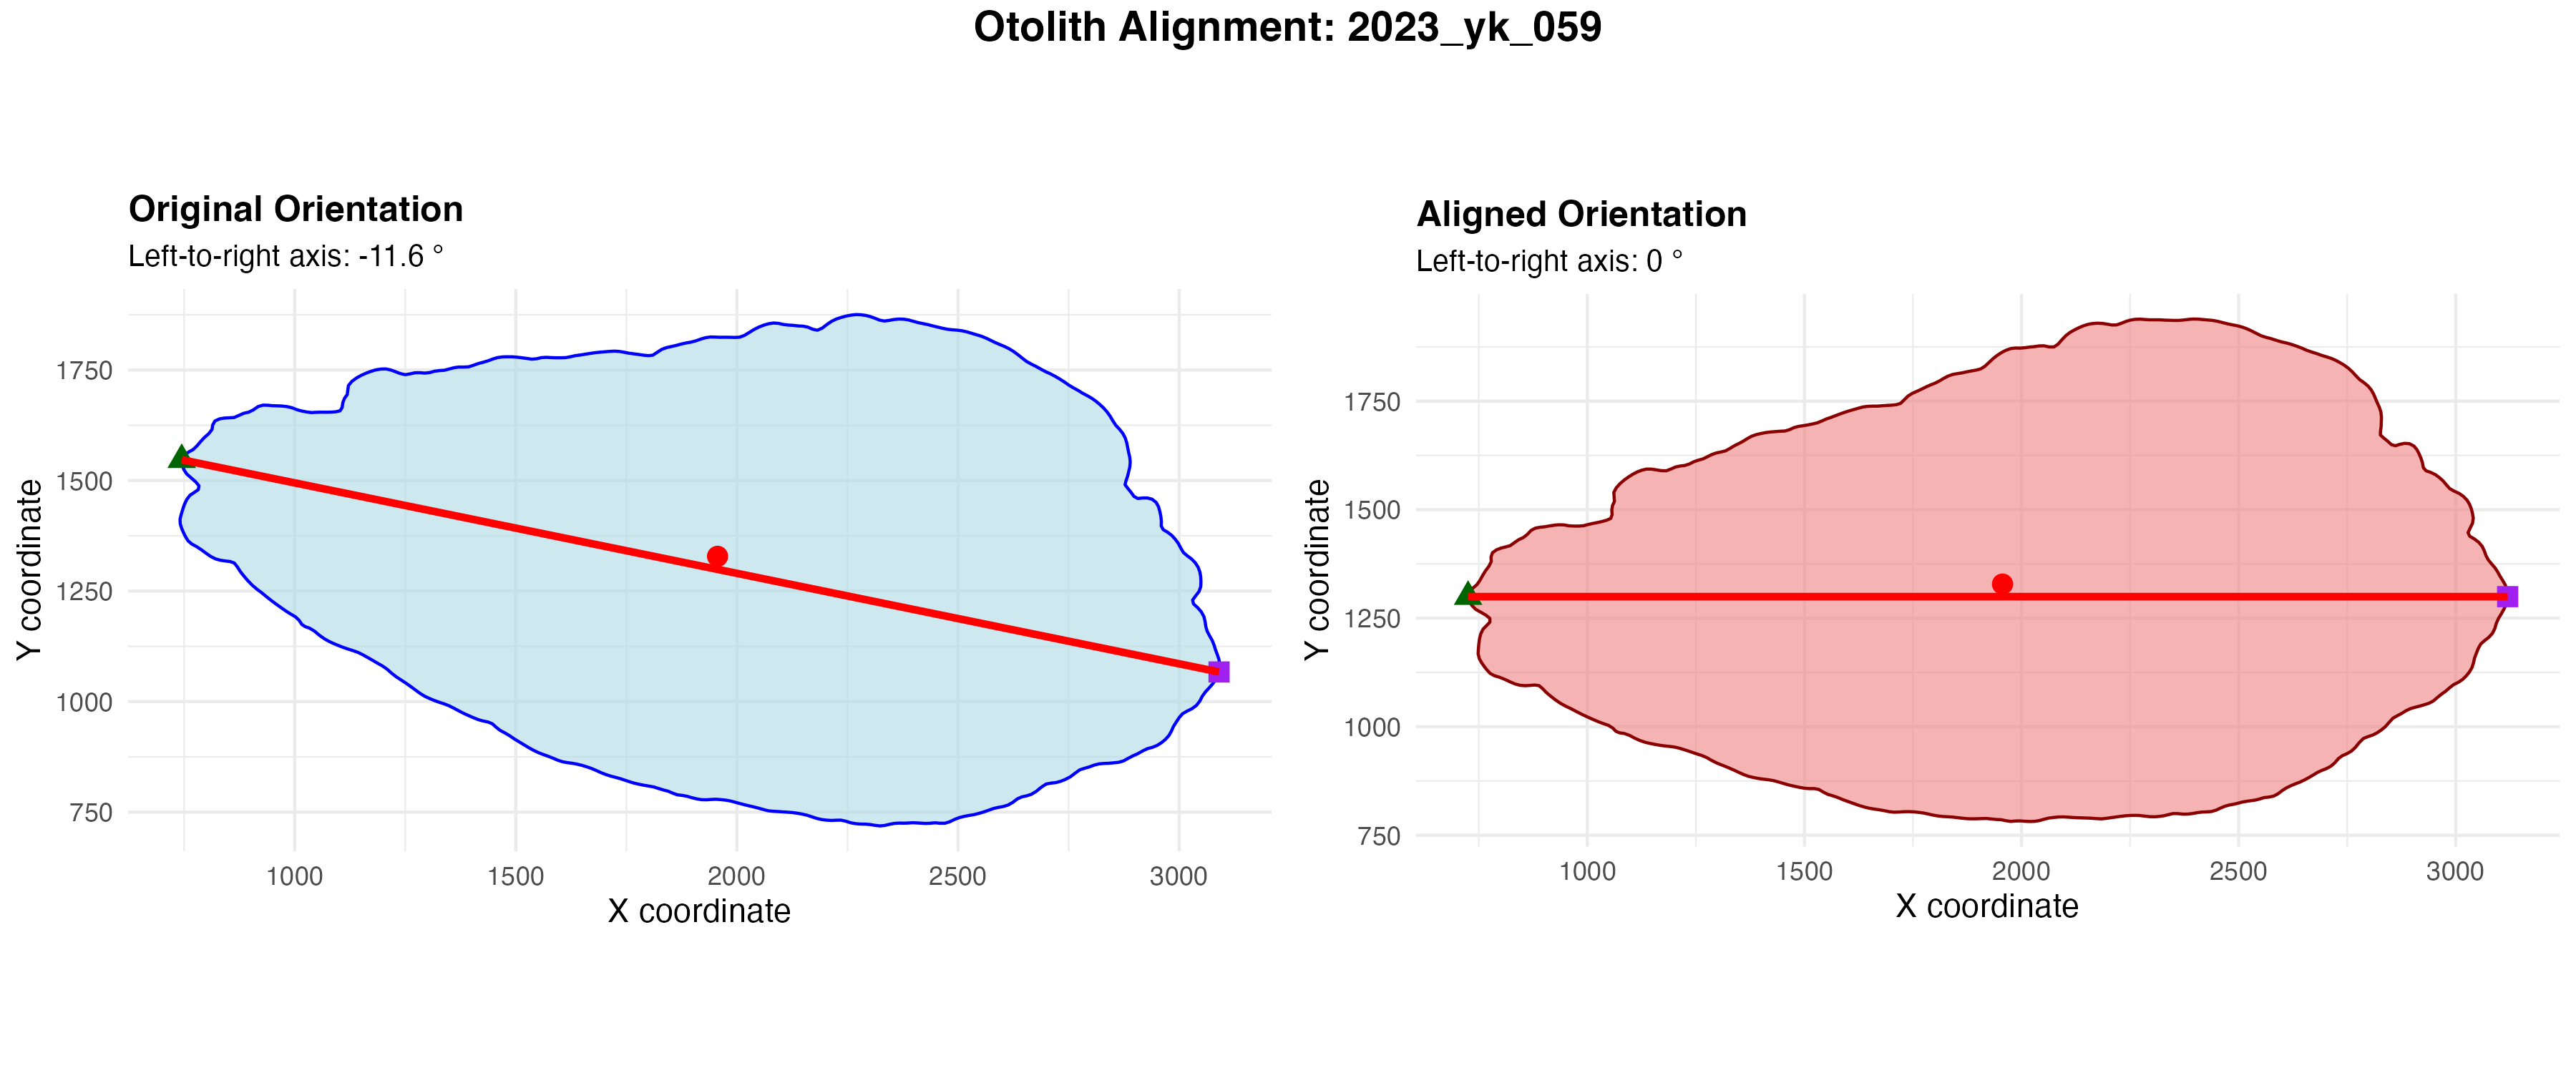 Otolith Alignment: 2023_yk_059
Original Orientation
Left-to-right axis: -11.6 °
Y coordinate
1750
1500
1250
1000
750
1000 1500 2000 2500 3000
X coordinate
Aligned Orientation
Left-to-right axis: 0 °
Y coordinate
1750
1500
1250
1000
750
1000 1500 2000 2500 3000
X coordinate